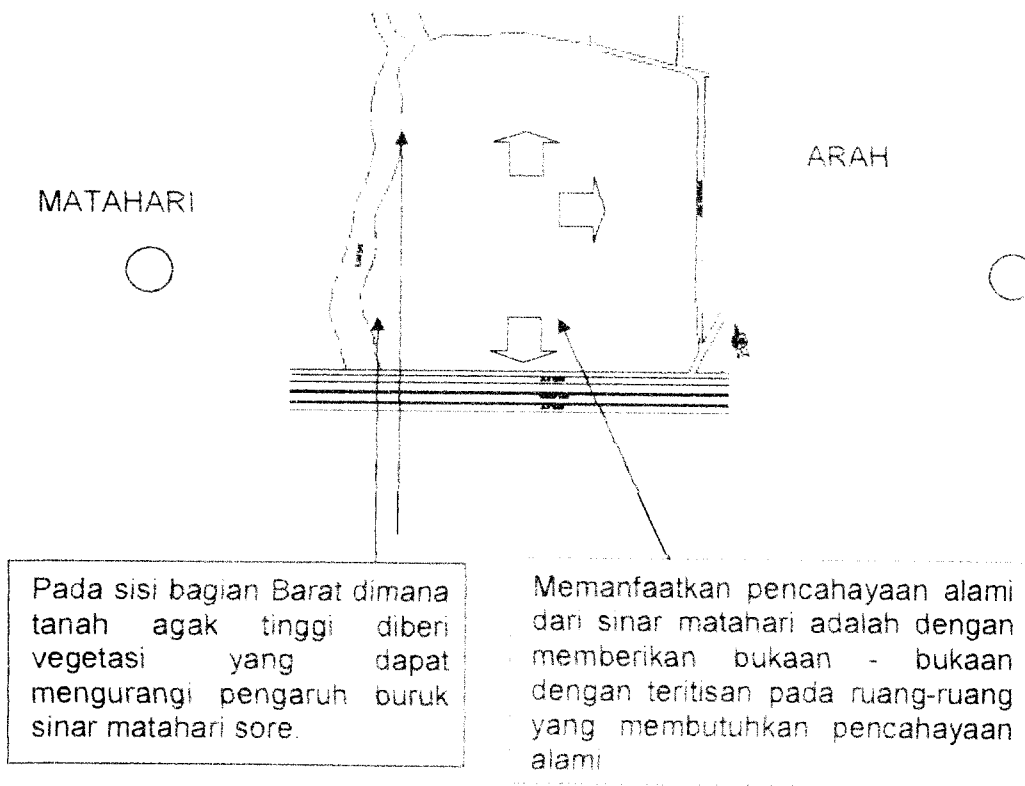 ARAH
MATAHARI
Pada sisi bagian Barat dimana
tanah agak tinggi diberi
vegetasi yang dapat
mengurangi pengaruh buruk
sinar matahari sore.
Memanfaatkan pencahayaan alami
dari sinar matahari adalah dengan
memberikan bukaan - bukaan
dengan teritisan pada ruang-ruang
yang membutuhkan pencahayaan
alami